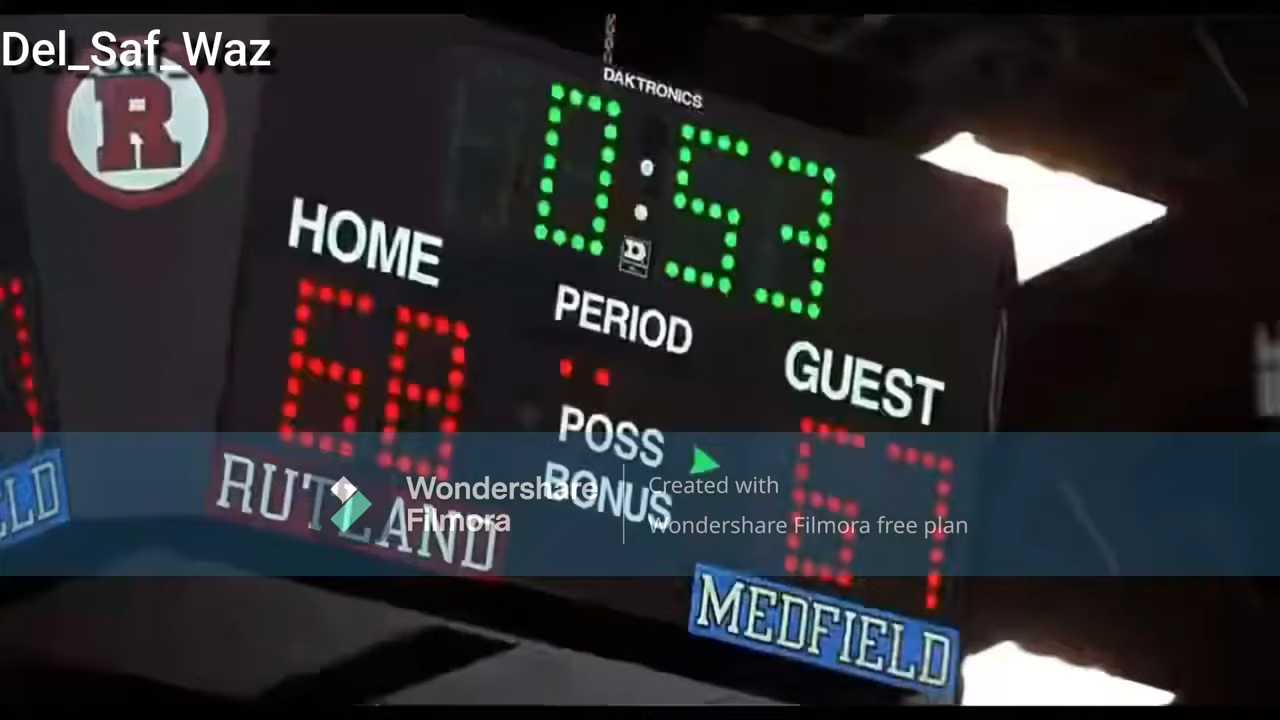 Del_Saf_Waz
R
DAKTRONICS
0:53
D
HOME
PERIOD
GUEST
68
67
POSS
BONUS
RUTLAND
MEDFIELD
Wondershare
Filmora
Created with
Wondershare Filmora free plan